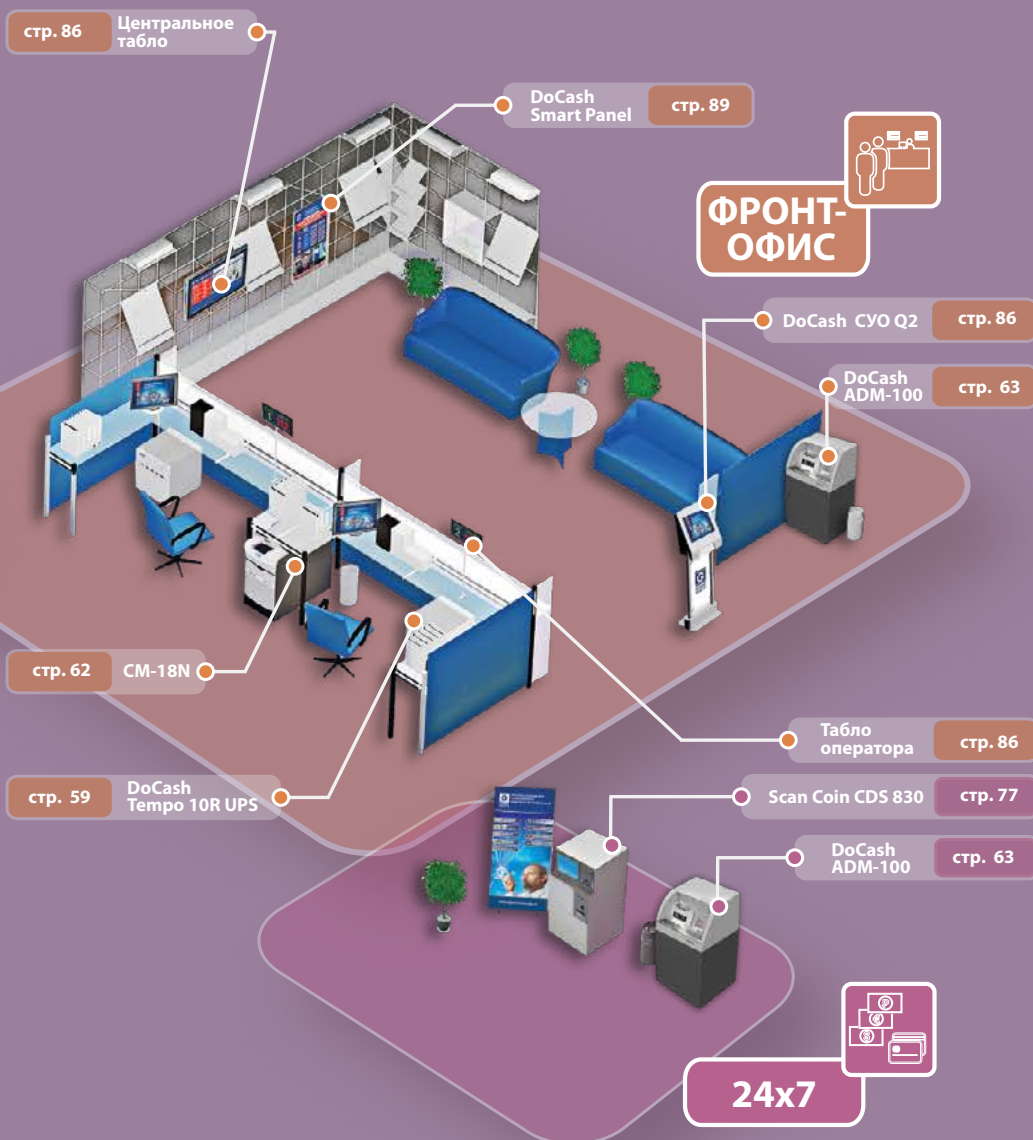 стр. 86
Центральное
табло
DoCash
Smart Panel
стр. 89
ФРОНТ-
ОФИС
DoCash СУО Q2
стр. 86
DoCash
ADM-100
стр. 63
стр. 62
CM-18N
Табло
оператора
стр. 86
стр. 59
DoCash
Tempo 10R UPS
Scan Coin CDS 830
стр. 77
DoCash
ADM-100
стр. 63
24x7